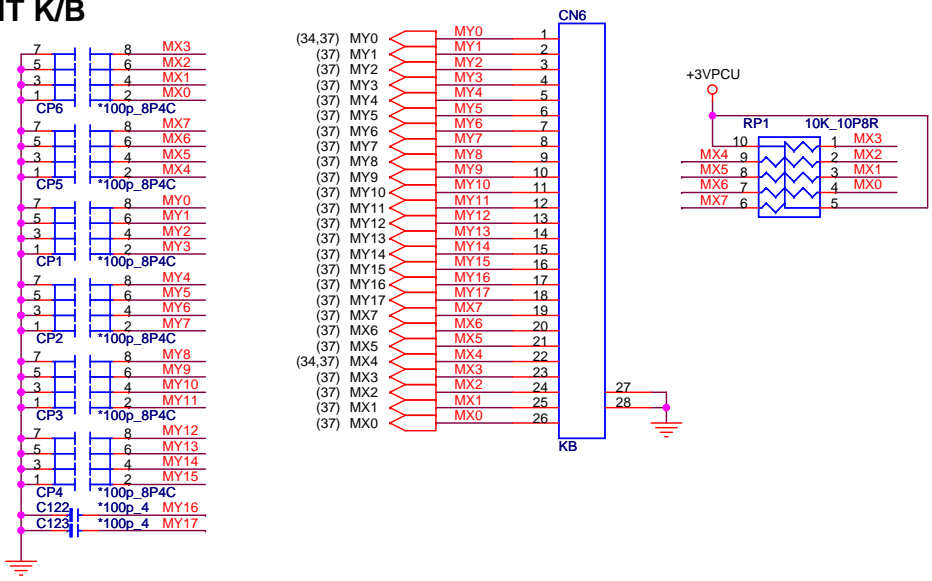 NT K/B
7 8 MX3
5 6 MX2
3 4 MX1
1 2 MX0
CP6 *100p_8P4C
7 8 MX7
5 6 MX6
3 4 MX5
1 2 MX4
CP5 *100p_8P4C
7 8 MY0
5 6 MY1
3 4 MY2
1 2 MY3
CP1 *100p_8P4C
7 8 MY4
5 6 MY5
3 4 MY6
1 2 MY7
CP2 *100p_8P4C
7 8 MY8
5 6 MY9
3 4 MY10
1 2 MY11
CP3 *100p_8P4C
7 8 MY12
5 6 MY13
3 4 MY14
1 2 MY15
CP4 *100p_8P4C
C122 *100p_4 MY16
C123 *100p_4 MY17
CN6
(34,37) MY0 MY0 1
(37) MY1 MY1 2
(37) MY2 MY2 3
(37) MY3 MY3 4
(37) MY4 MY4 5
(37) MY5 MY5 6
(37) MY6 MY6 7
(37) MY7 MY7 8
(37) MY8 MY8 9
(37) MY9 MY9 10
(37) MY10 MY10 11
(37) MY11 MY11 12
(37) MY12 MY12 13
(37) MY13 MY13 14
(37) MY14 MY14 15
(37) MY15 MY15 16
(37) MY16 MY16 17
(37) MY17 MY17 18
(37) MX7 MX7 19
(37) MX6 MX6 20
(37) MX5 MX5 21
(34,37) MX4 MX4 22
(37) MX3 MX3 23
(37) MX2 MX2 24 27
(37) MX1 MX1 25 28
(37) MX0 MX0 26
KB
+3VPCU
RP1 10K_10P8R
10 1 MX3
MX4 9 2 MX2
MX5 8 3 MX1
MX6 7 4 MX0
MX7 6 5